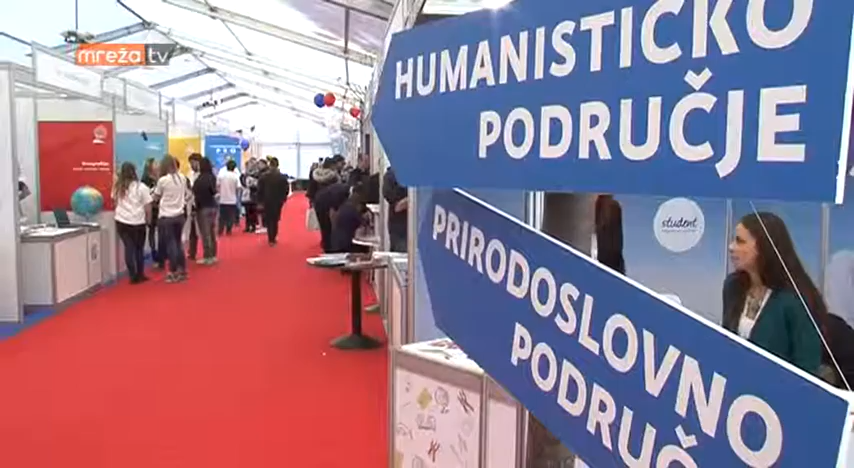 mreža tv
HUMANISTIČKO
PODRUČJE
PRIRODOSLOVNO
PODRUČ
student